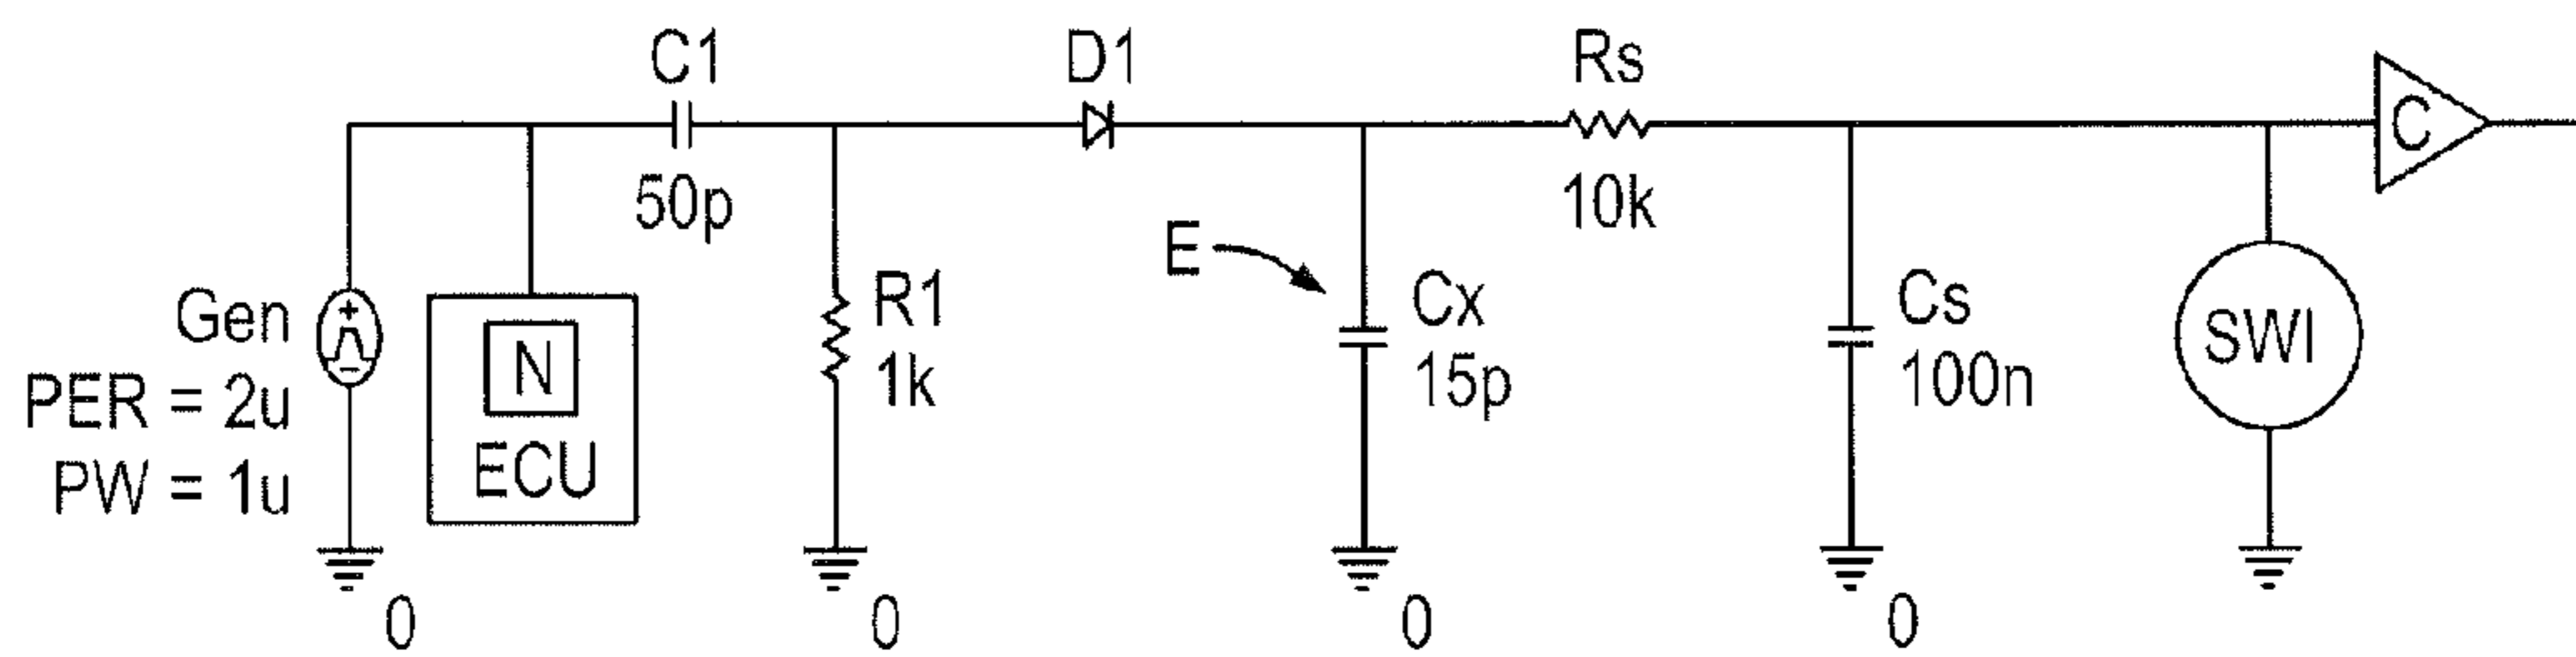 C1
D1
Rs
C
50p
10k
E
Gen
PER = 2u
PW = 1u
N
ECU
R1
1k
Cx
15p
Cs
100n
SWI
0
0
0
0